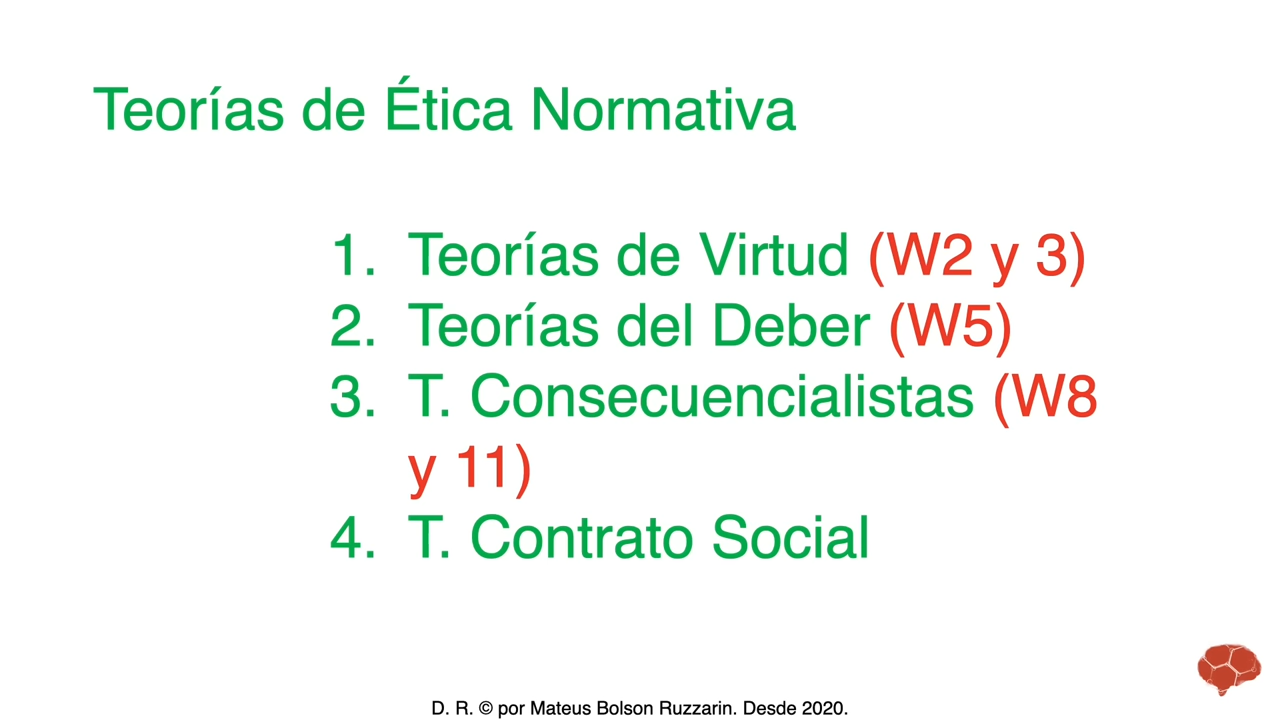 Teorías de Ética Normativa
1. Teorías de Virtud (W2 y 3)
2. Teorías del Deber (W5)
3. T. Consecuencialistas (W8
y 11)
4. T. Contrato Social
D. R. © por Mateus Bolson Ruzzarin. Desde 2020.